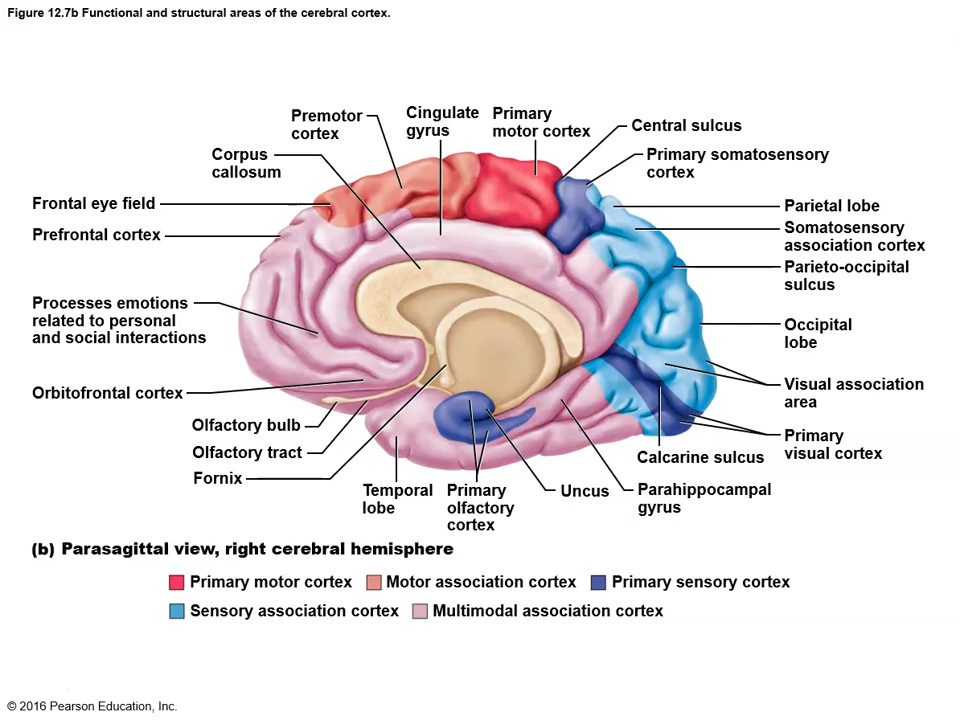 Figure 12.7b Functional and structural areas of the cerebral cortex.
Premotor
cortex
Cingulate
gyrus
Primary
motor cortex
Central sulcus
Corpus
callosum
Primary somatosensory
cortex
Frontal eye field
Parietal lobe
Prefrontal cortex
Somatosensory
association cortex
Parieto-occipital
sulcus
Processes emotions
related to personal
and social interactions
Occipital
lobe
Orbitofrontal cortex
Visual association
area
Olfactory bulb
Olfactory tract
Primary
visual cortex
Calcarine sulcus
Fornix
Temporal
lobe
Primary
olfactory
cortex
Uncus
Parahippocampal
gyrus
(b) Parasagittal view, right cerebral hemisphere
Primary motor cortex
Motor association cortex
Primary sensory cortex
Sensory association cortex
Multimodal association cortex
© 2016 Pearson Education, Inc.